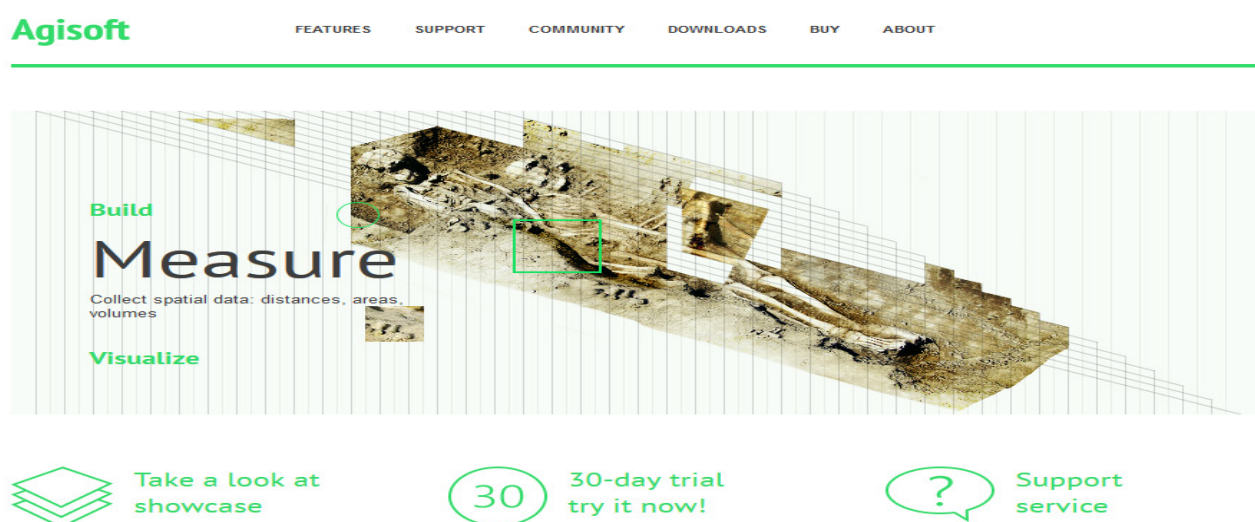 Agisoft
FEATURES SUPPORT COMMUNITY DOWNLOADS BUY ABOUT
Build
Measure
Collect spatial data: distances, areas,
volumes
Visualize
Take a look at
showcase
30
30-day trial
try it now!
?
Support
service